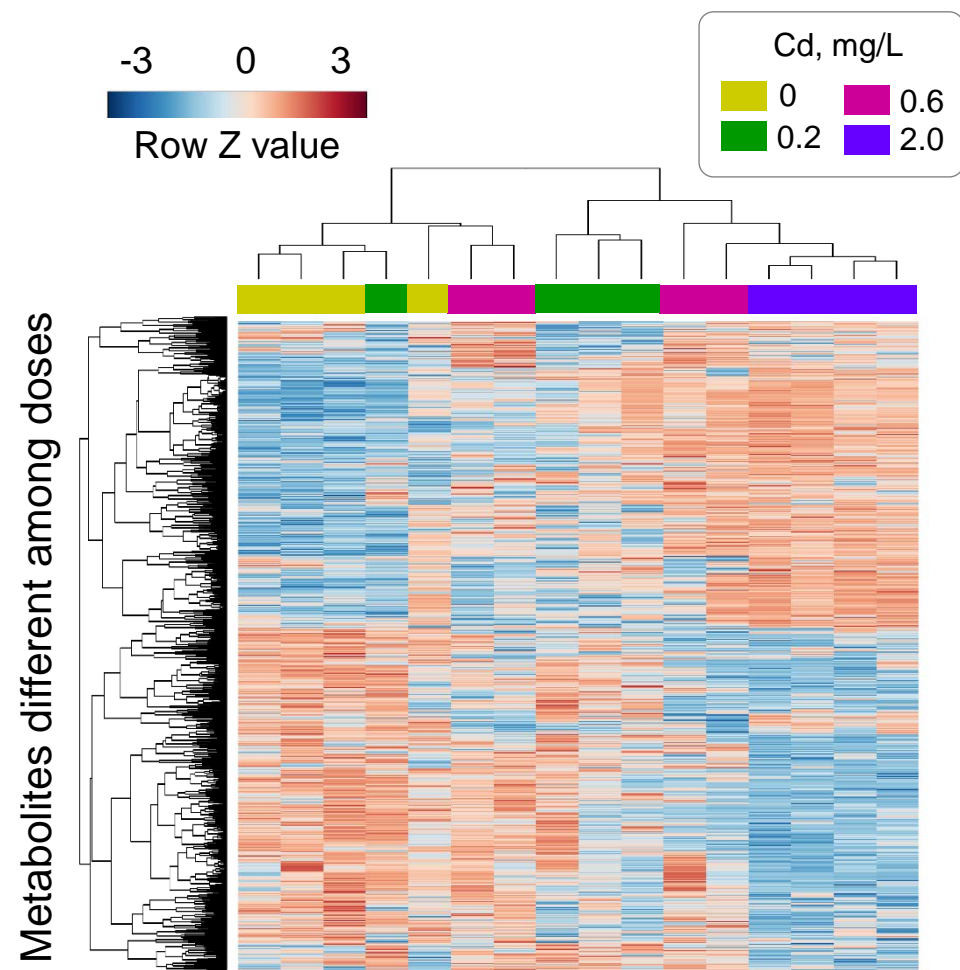 Cd, mg/L
0
0.6
0.2
2.0
-3 0 3
Row Z value
Metabolites different among doses